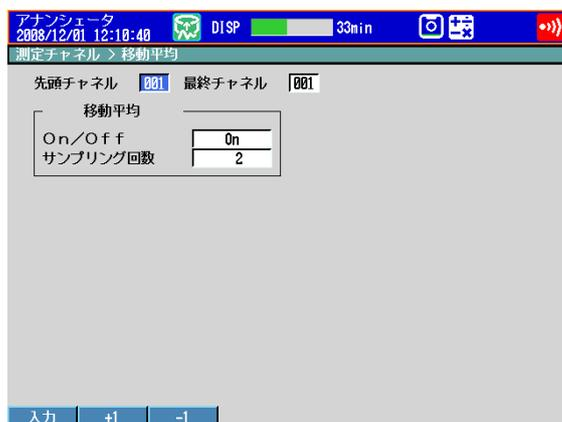 アナンシェータ
2008/12/01 12:10:40 DISP 33min
測定チャネル > 移動平均
先頭チャネル 001 最終チャネル 001
移動平均
On/Off On
サンプリング回数 2
入力 +1 -1